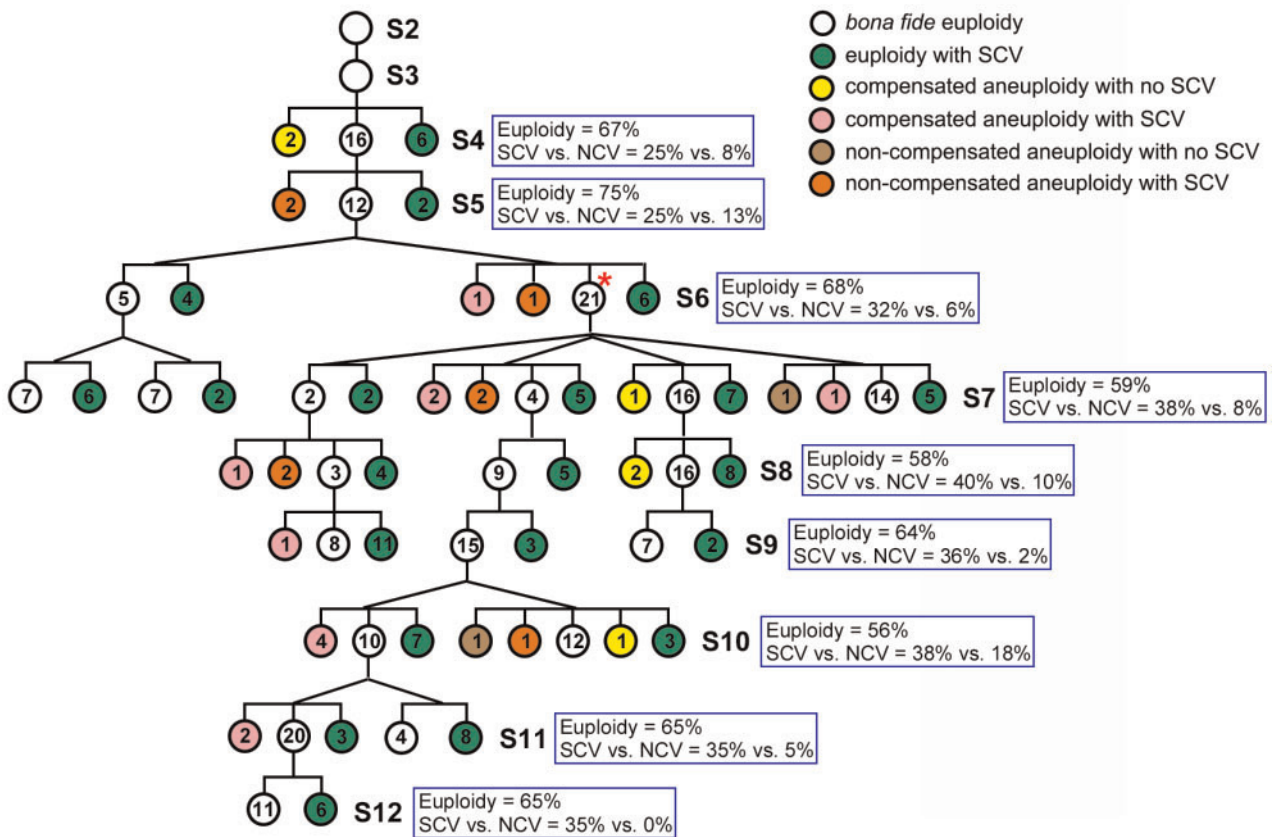 S2
bona fide euploidy
euploidy with SCV
S3
compensated aneuploidy with no SCV
compensated aneuploidy with SCV
non-compensated aneuploidy with no SCV
non-compensated aneuploidy with SCV
2 16 6 S4
Euploidy = 67%
SCV vs. NCV = 25% vs. 8%
2 12 2 S5
Euploidy = 75%
SCV vs. NCV = 25% vs. 13%
5 4 1 1 21 * 6 S6
Euploidy = 68%
SCV vs. NCV = 32% vs. 6%
7 6 7 2 2 2 2 2 4 5 1 16 7 1 1 14 5 S7
Euploidy = 59%
SCV vs. NCV = 38% vs. 8%
1 2 3 4 9 5 2 16 8 S8
Euploidy = 58%
SCV vs. NCV = 40% vs. 10%
1 8 11 15 3 7 2 S9
Euploidy = 64%
SCV vs. NCV = 36% vs. 2%
4 10 7 1 1 12 1 3 S10
Euploidy = 56%
SCV vs. NCV = 38% vs. 18%
2 20 3 4 8 S11
Euploidy = 65%
SCV vs. NCV = 35% vs. 5%
11 6 S12
Euploidy = 65%
SCV vs. NCV = 35% vs. 0%